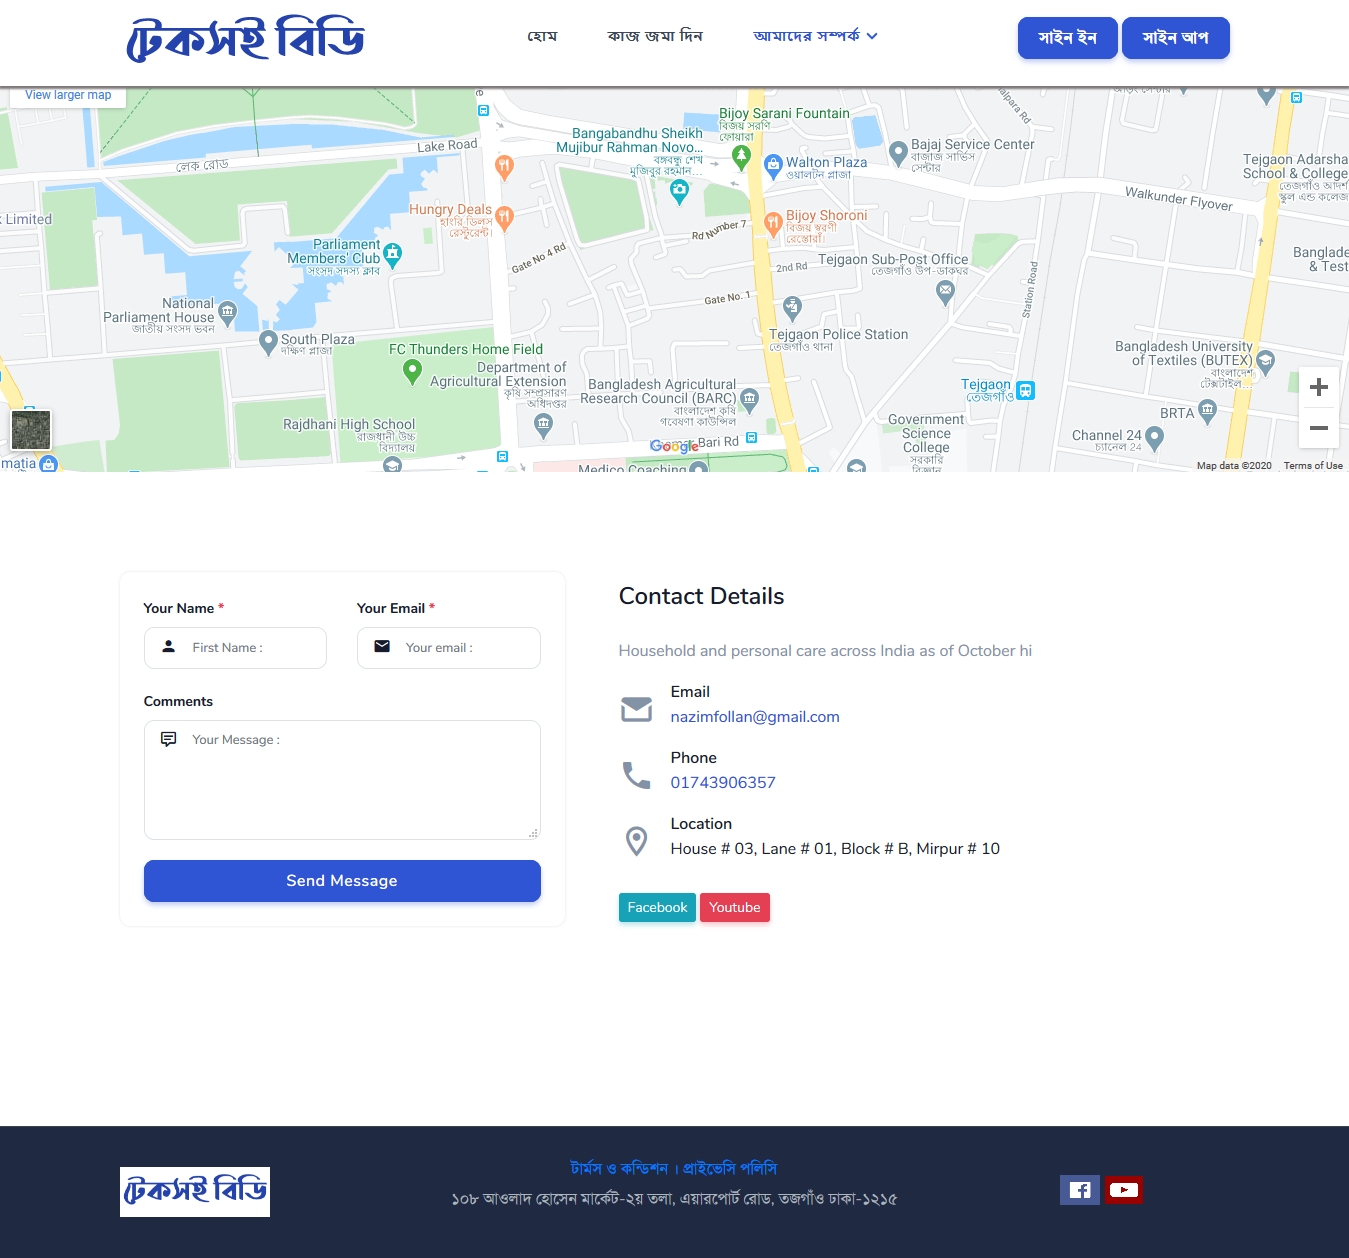 টেকসই বিডি
হোম
কাজ জমা দিন
আমাদের সম্পর্ক
সাইন ইন
সাইন আপ
View larger map
Bijoy Sarani Fountain
বিজয় সরণি
ফোয়ারা
Bangabandhu Sheikh
Mujibur Rahman Novo...
বঙ্গবন্ধু শেখ
মুজিবুর রহমান...
Lake Road
লেক রোড
Walton Plaza
ওয়ালটন প্লাজা
Bajaj Service Center
বাজাজ সার্ভিস
সেন্টার
Tejgaon Adarsha
School & College
তেজগাঁও আদর্শ
স্কুল এন্ড কলেজ
Walkunder Flyover
k Limited
Hungry Deals
হাংরি ডিলস
রেস্টুরেন্ট
Bijoy Shoroni
বিজয় স্বরণী
রেস্তোরাঁ
Rd Number 7
Parliament
Members' Club
সংসদ সদস্য ক্লাব
Gate No 4 Rd
2nd Rd
Tejgaon Sub-Post Office
তেজগাঁও উপ-ডাকঘর
Banglade
& Test
Station Road
Gate No. 1
National
Parliament House
জাতীয় সংসদ ভবন
South Plaza
দক্ষিণ প্লাজা
Tejgaon Police Station
তেজগাঁও থানা
FC Thunders Home Field
Department of
Agricultural Extension
কৃষি সম্প্রসারণ
অধিদপ্তর
Bangladesh University
of Textiles (BUTEX)
বাংলাদেশ
টেক্সটাইল...
Bangladesh Agricultural
Research Council (BARC)
বাংলাদেশ কৃষি
গবেষণা কাউন্সিল
Tejgaon
তেজগাঁও
Rajdhani High School
রাজধানী উচ্চ
বিদ্যালয়
Government
Science
College
সরকারি
বিজ্ঞান
BRTA
Channel 24
চ্যানেল 24
Google
Bari Rd
matia
Medico Coaching
Map data ©2020
Terms of Use
Your Name *
Your Email *
First Name :
Your email :
Comments
Your Message :
Send Message
Contact Details
Household and personal care across India as of October hi
Email
nazimfollan@gmail.com
Phone
01743906357
Location
House # 03, Lane # 01, Block # B, Mirpur # 10
Facebook
Youtube
টেকসই বিডি
টার্মস ও কন্ডিশন । প্রাইভেসি পলিসি
১০৮ আওলাদ হোসেন মার্কেট-২য় তলা, এয়ারপোর্ট রোড, তজগাঁও ঢাকা-১২১৫